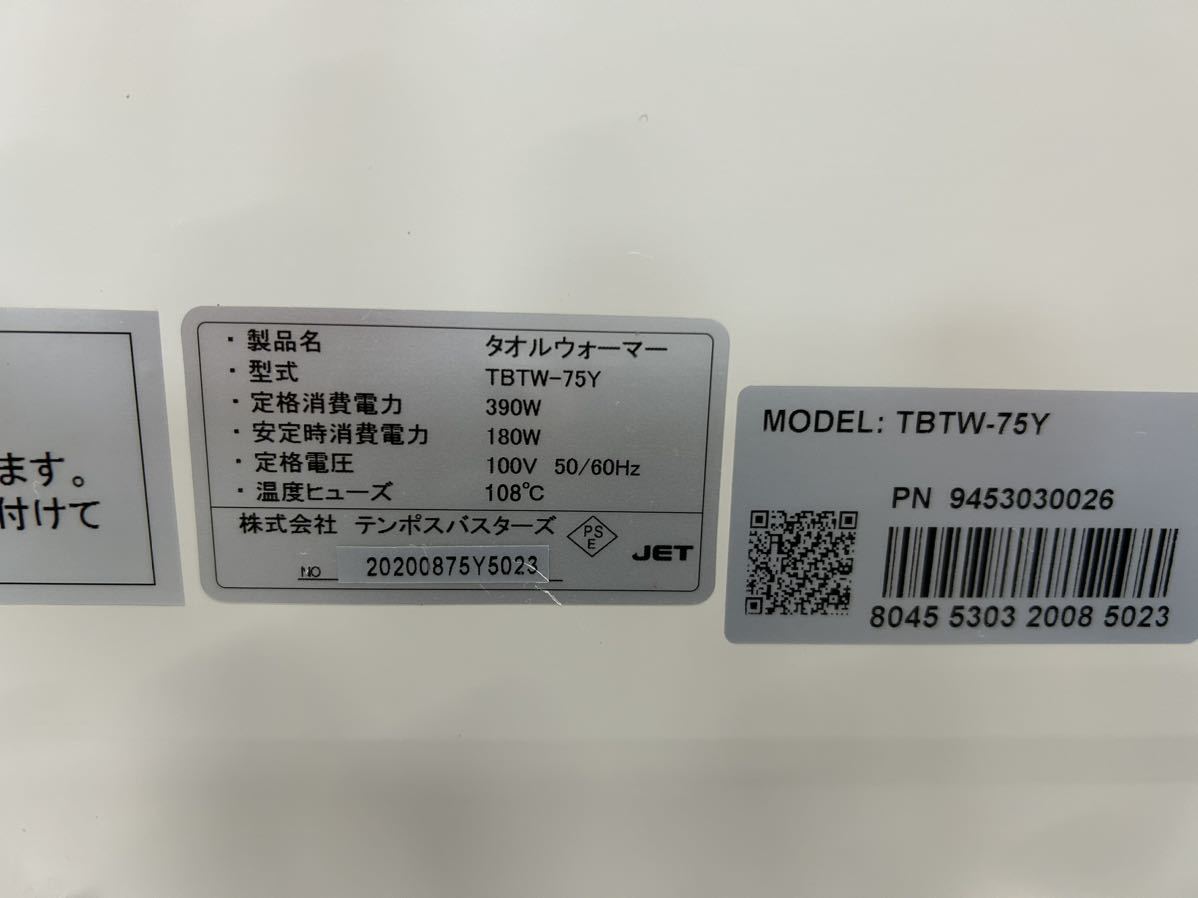 ます。
付けて
・製品名 タオルウォーマー
・型式 TBTW-75Y
・定格消費電力 390W
・安定時消費電力 180W
・定格電圧 100V 50/60Hz
・温度ヒューズ 108℃
株式会社 テンポスバスターズ PSE JET
NO 20200875Y5023
MODEL: TBTW-75Y
PN 9453030026
8045 5303 2008 5023